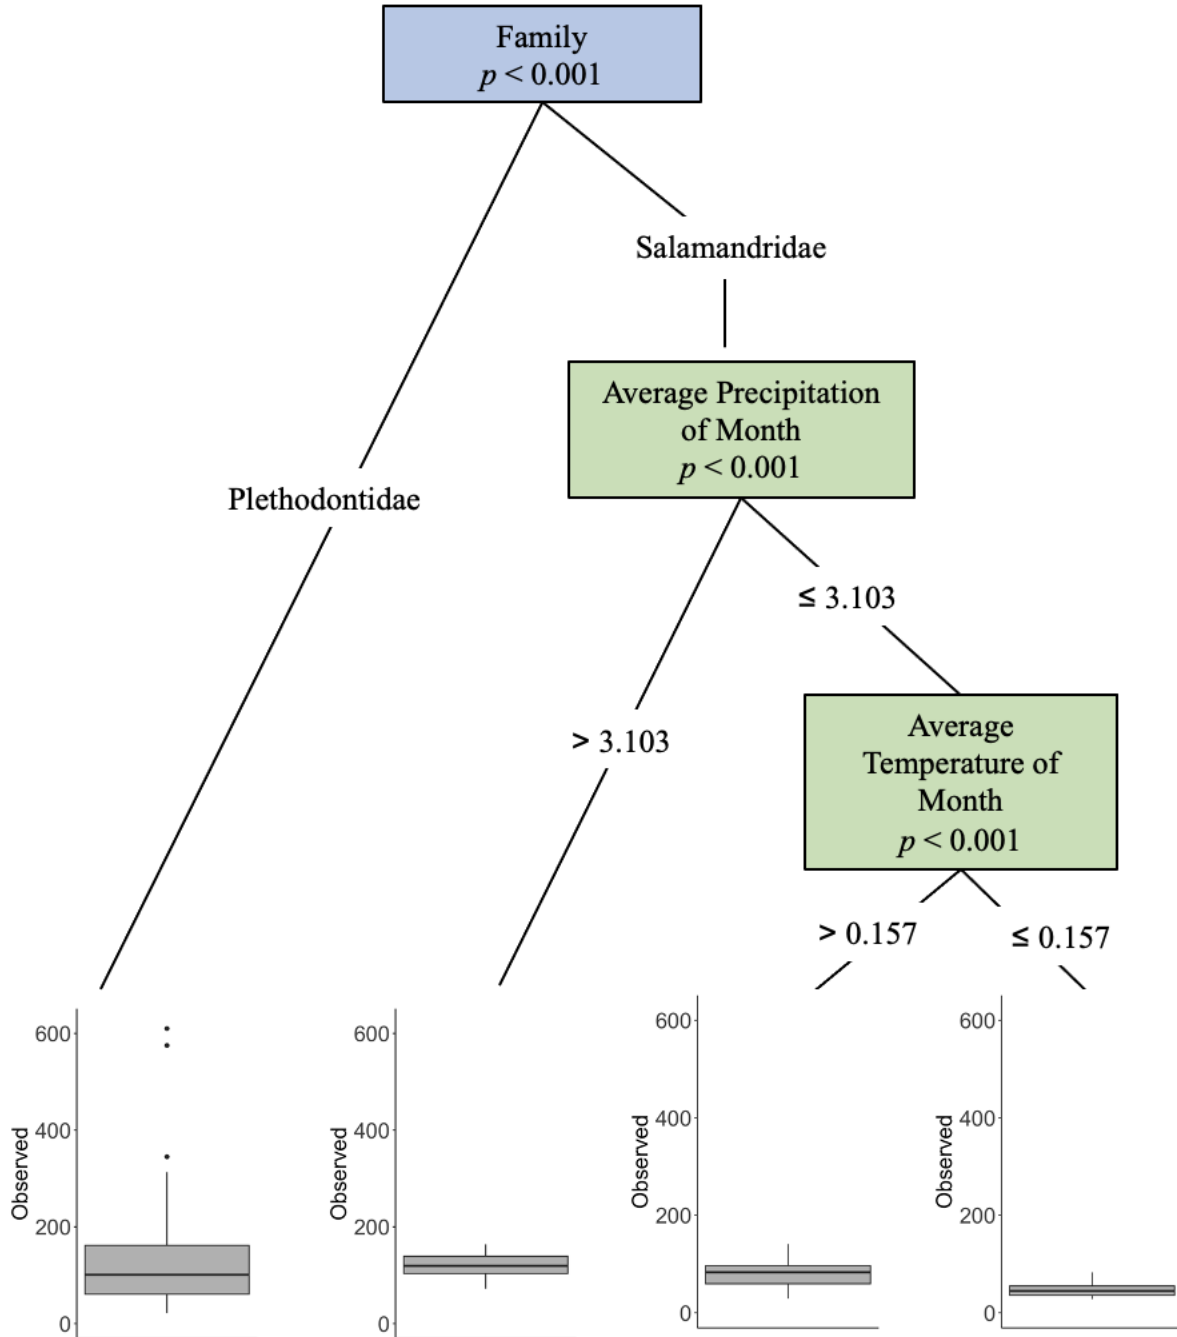 Family
p < 0.001
Salamandridae
Average Precipitation
of Month
p < 0.001
Plethodontidae
≤ 3.103
> 3.103
Average
Temperature of
Month
p < 0.001
> 0.157
≤ 0.157
600
400
200
0
Observed
600
400
200
0
Observed
600
400
200
0
Observed
600
400
200
0
Observed